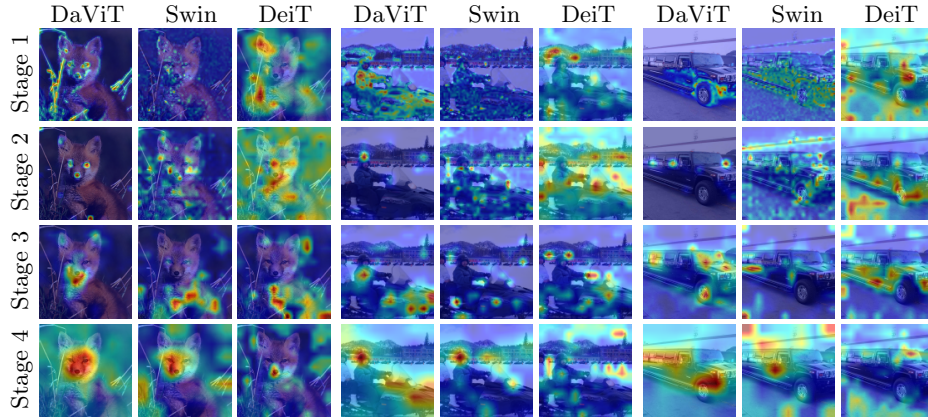 DaViT Swin DeiT DaViT Swin DeiT DaViT Swin DeiT
Stage 1
Stage 2
Stage 3
Stage 4